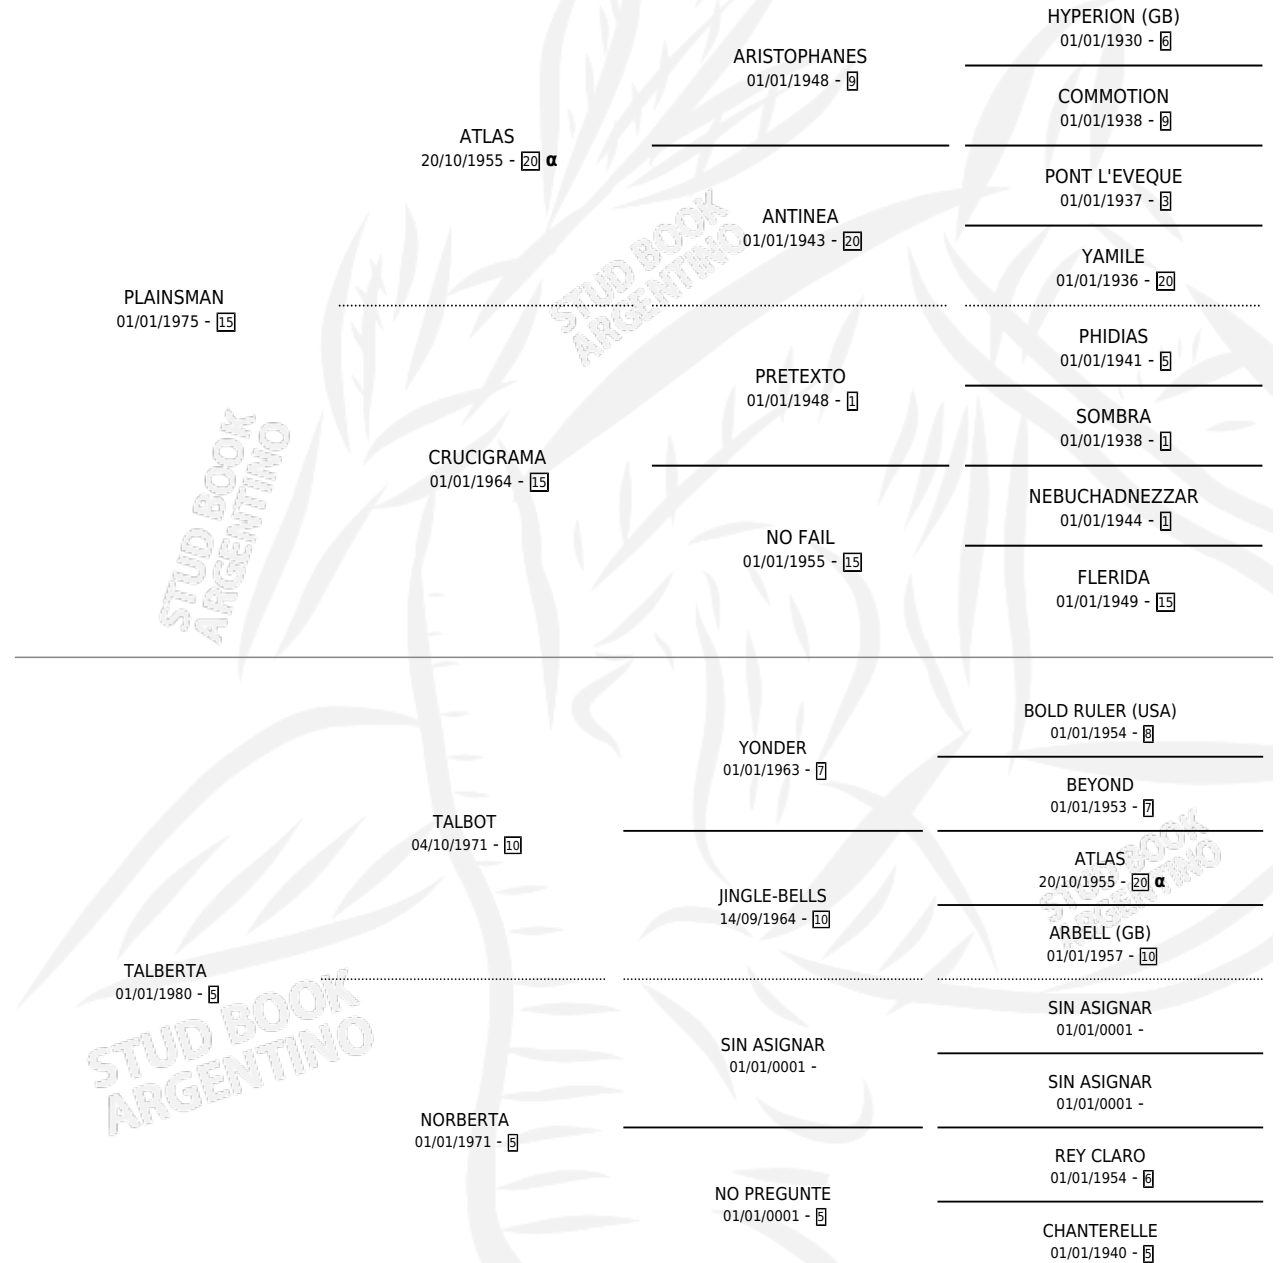 HYPERION (GB)
01/01/1930 - 6
ARISTOPHANES
01/01/1948 - 9
COMMOTION
01/01/1938 - 9
ATLAS
20/10/1955 - 20 α
PONT L'EVEQUE
01/01/1937 - 3
ANTINEA
01/01/1943 - 20
YAMILE
01/01/1936 - 20
PLAINSMAN
01/01/1975 - 15
PHIDIAS
01/01/1941 - 5
PRETEXTO
01/01/1948 - 1
SOMBRA
01/01/1938 - 1
CRUCIGRAMA
01/01/1964 - 15
NEBUCHADNEZZAR
01/01/1944 - 1
NO FAIL
01/01/1955 - 15
FLERIDA
01/01/1949 - 15
BOLD RULER (USA)
01/01/1954 - 8
YONDER
01/01/1963 - 7
BEYOND
01/01/1953 - 7
TALBOT
04/10/1971 - 10
ATLAS
20/10/1955 - 20 α
JINGLE-BELLS
14/09/1964 - 10
ARBELL (GB)
01/01/1957 - 10
TALBERTA
01/01/1980 - 5
SIN ASIGNAR
01/01/0001 -
SIN ASIGNAR
01/01/0001 -
SIN ASIGNAR
01/01/0001 -
NORBERTA
01/01/1971 - 5
REY CLARO
01/01/1954 - 6
NO PREGUNTE
01/01/0001 - 5
CHANTERELLE
01/01/1940 - 5
STUD BOOK
ARGENTINO
STUD BOOK
ARGENTINO
STUD BOOK
ARGENTINO
STUD BOOK
ARGENTINO